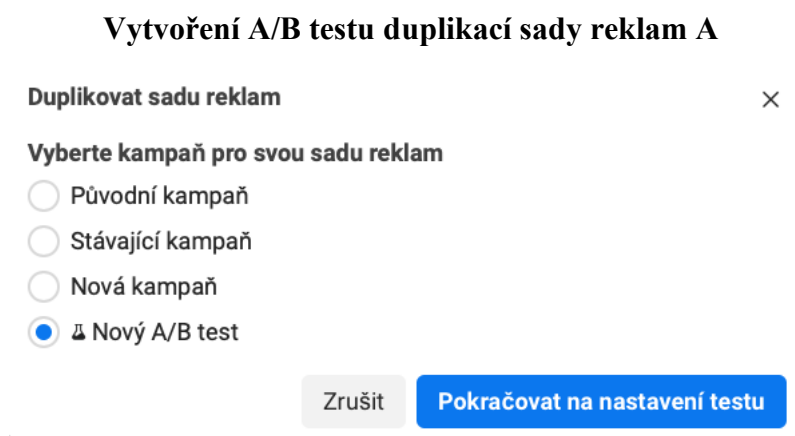 Vytvoření A/B testu duplikací sady reklam A
Duplikovat sadu reklam
Vyberte kampaň pro svou sadu reklam
Původní kampaň
Stávající kampaň
Nová kampaň
Nový A/B test
Zrušit
Pokračovat na nastavení testu